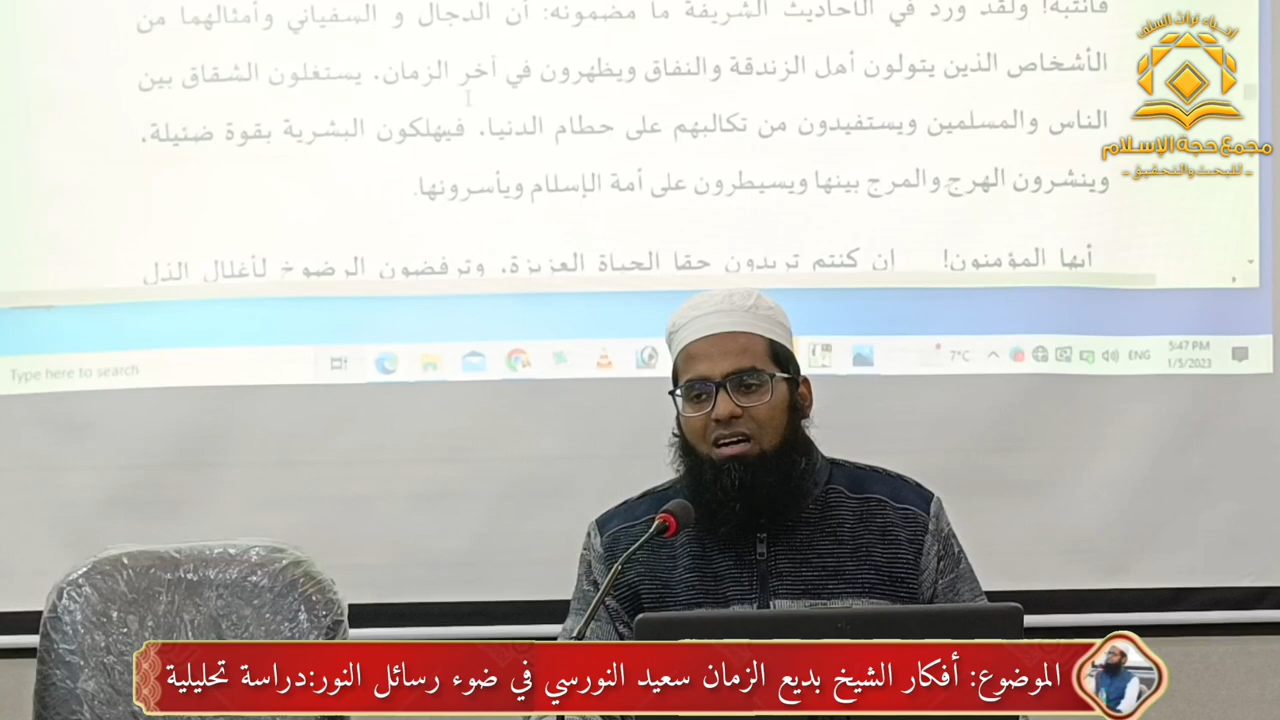 فانتبه! ولقد ورد في الأحاديث الشريفة ما مضمونه: أن الدجال و السفياني وأمثالهما من
الأشخاص الذين يتولون أهل الزندقة والنفاق ويظهرون في آخر الزمان، يستغلون الشقاق بين
الناس والمسلمين ويستفيدون من تكالبهم على حطام الدنيا، فيهلكون البشرية بقوة ضئيلة،
وينشرون الهرج والمرج بينها ويسيطرون على أمة الإسلام ويأسرونها.
أيها المؤمنون! إن كنتم تريدون حقا الحياة العزيزة، وترفضون الرضوخ لأغلال الذل
إحياء تراث السلف
مجمع حجة الإسلام
- للبحث والتحقيق -
Type here to search
7°C
ENG
5:47 PM
1/5/2023
الموضوع: أفكار الشيخ بديع الزمان سعيد النورسي في ضوء رسائل النور:دراسة تحليلية